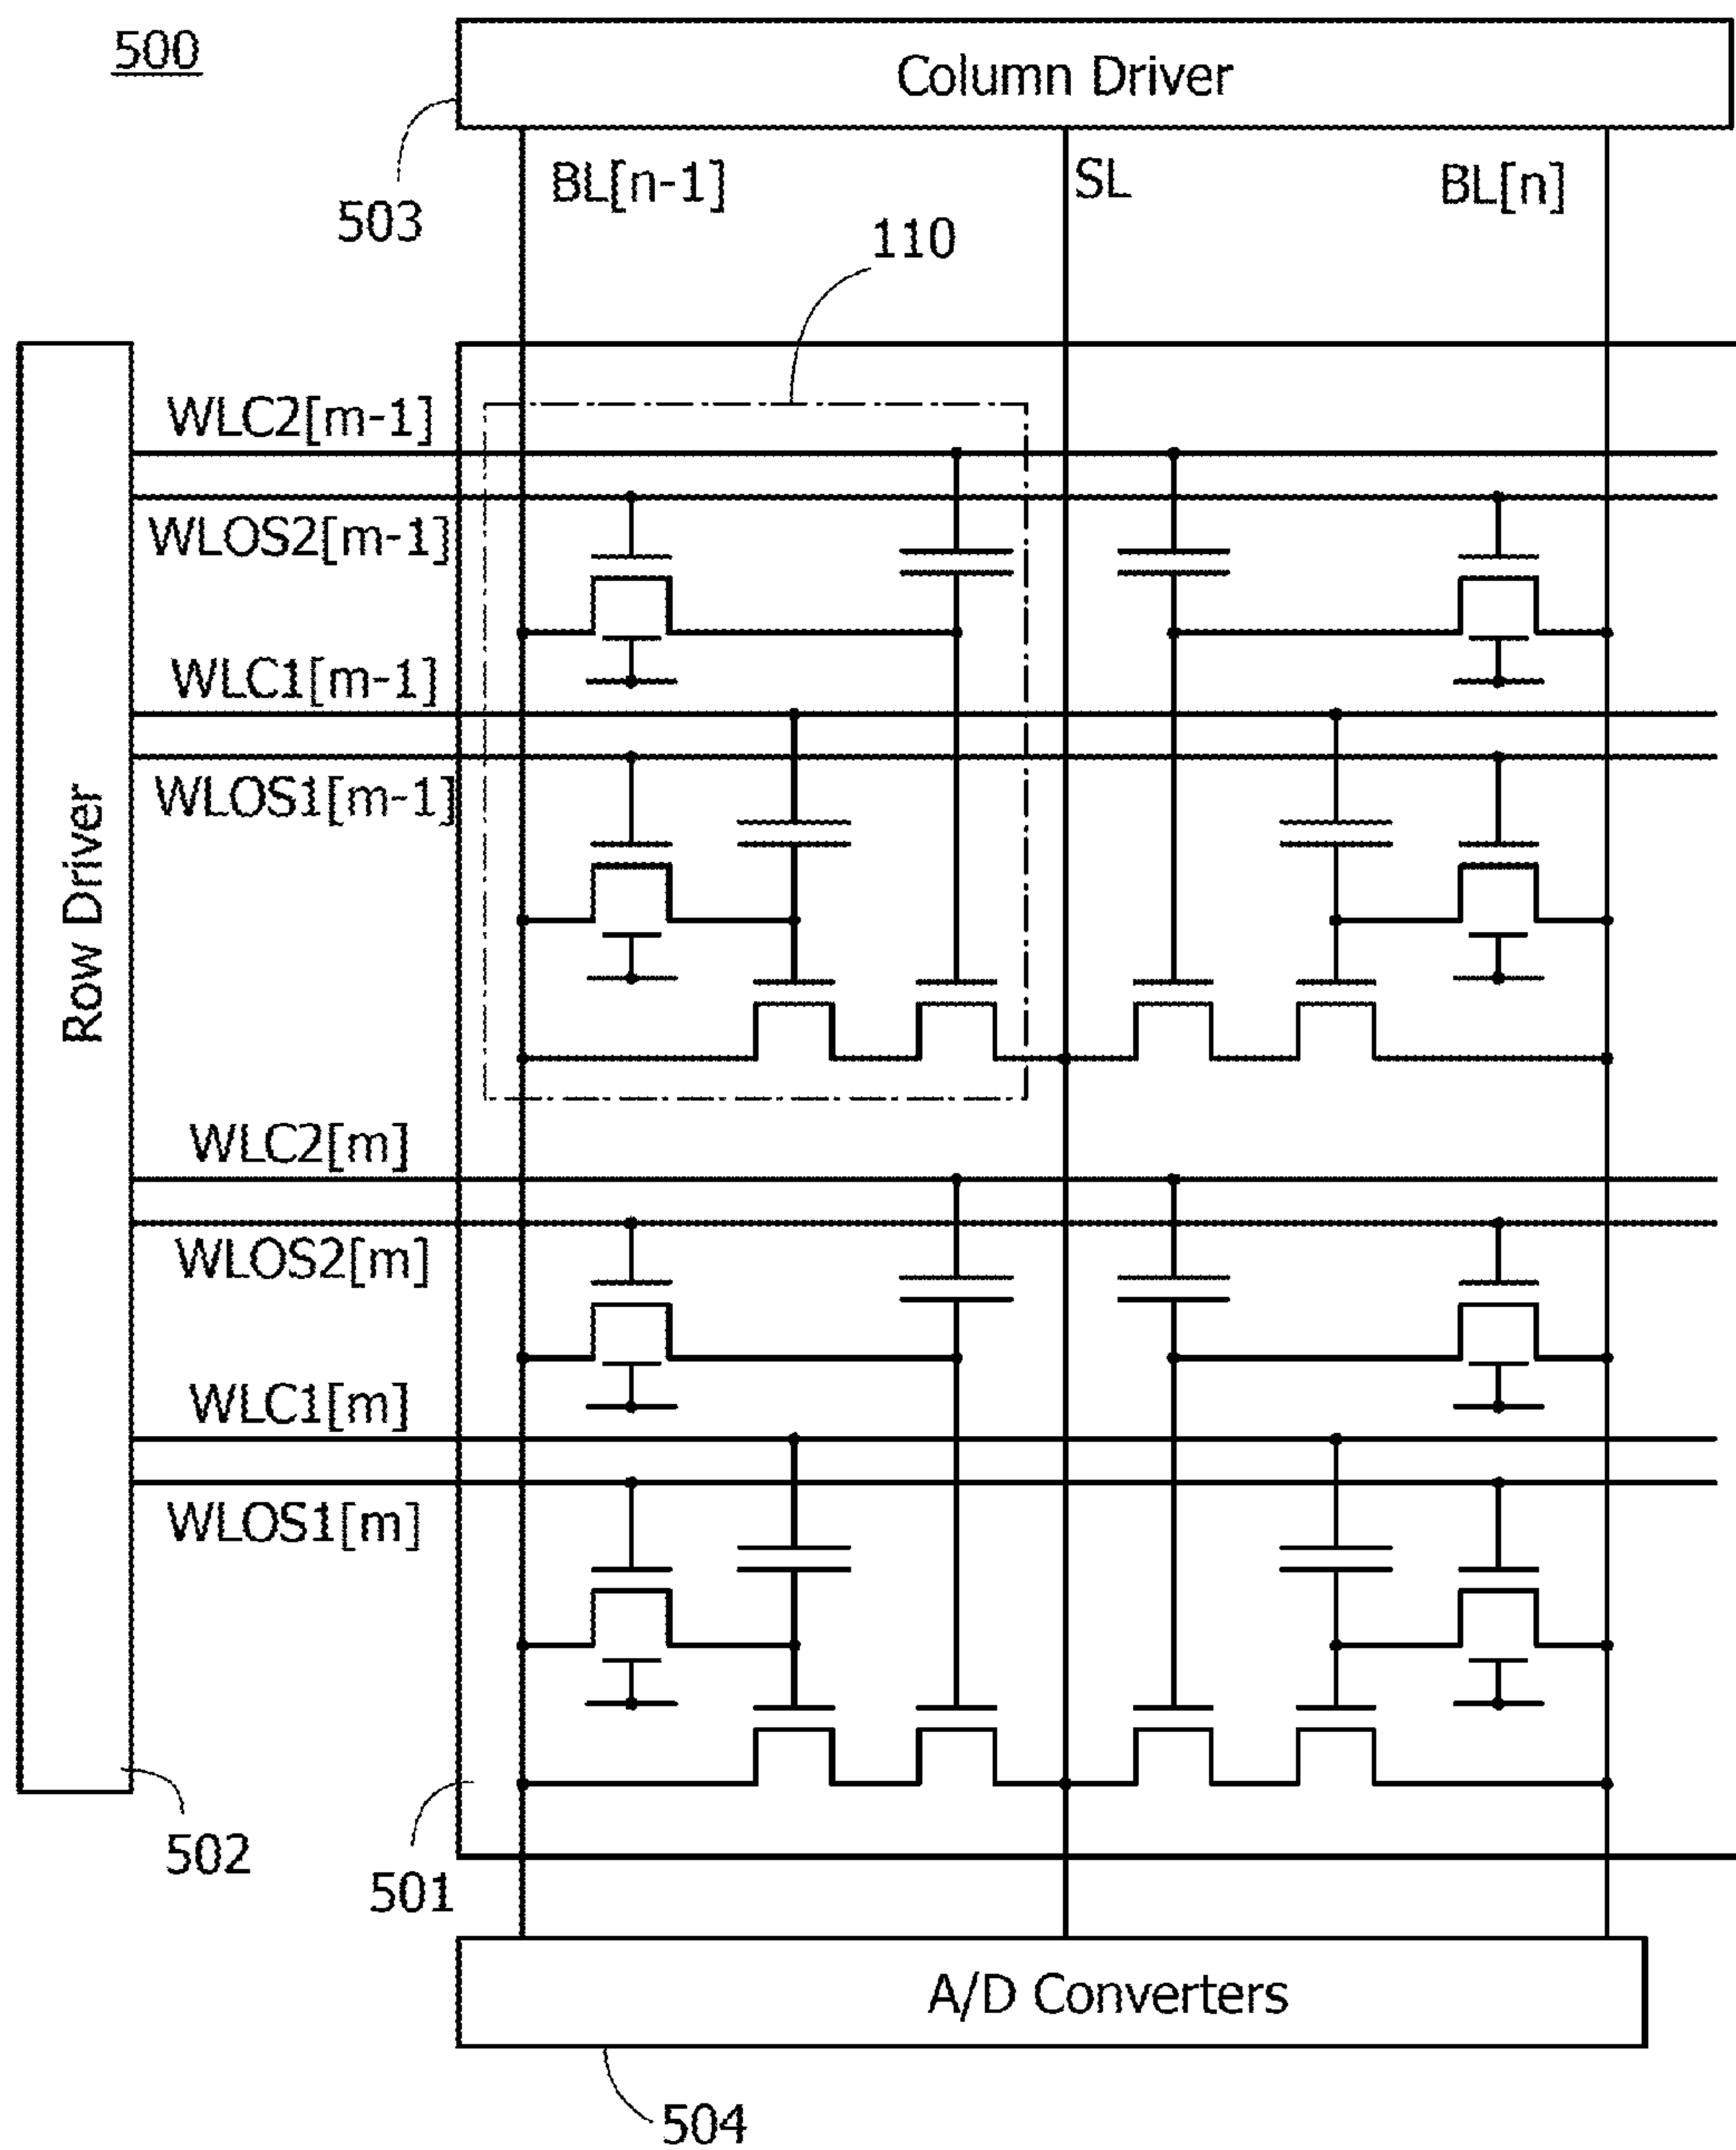 500
Column Driver
503
BL[n-1]
SL
BL[n]
110
WLC2[m-1]
WLOS2[m-1]
WLC1[m-1]
WLOS1[m-1]
Row Driver
WLC2[m]
WLOS2[m]
WLC1[m]
WLOS1[m]
502
501
A/D Converters
504